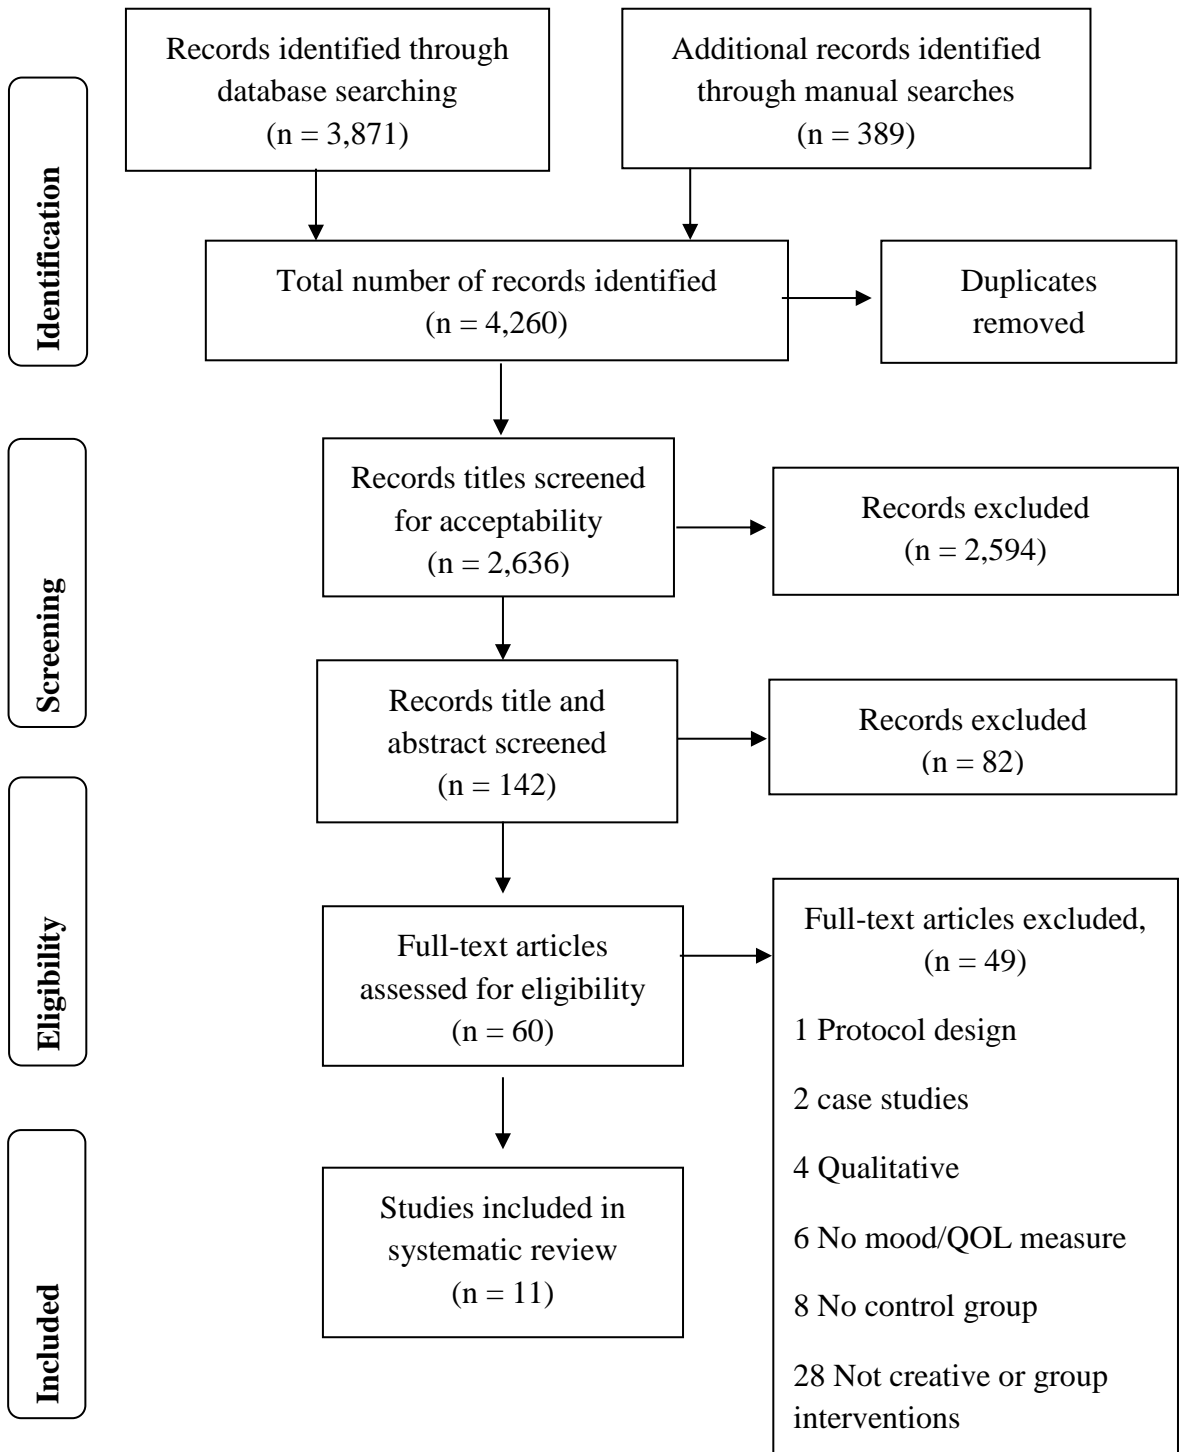 Records identified through
database searching
(n = 3,871)
Additional records identified
through manual searches
(n = 389)
Identification
Total number of records identified
(n = 4,260)
Duplicates
removed
Screening
Records titles screened
for acceptability
(n = 2,636)
Records excluded
(n = 2,594)
Records title and
abstract screened
(n = 142)
Records excluded
(n = 82)
Eligibility
Full-text articles
assessed for eligibility
(n = 60)
Full-text articles excluded,
(n = 49)
1 Protocol design
2 case studies
4 Qualitative
6 No mood/QOL measure
8 No control group
28 Not creative or group
interventions
Included
Studies included in
systematic review
(n = 11)